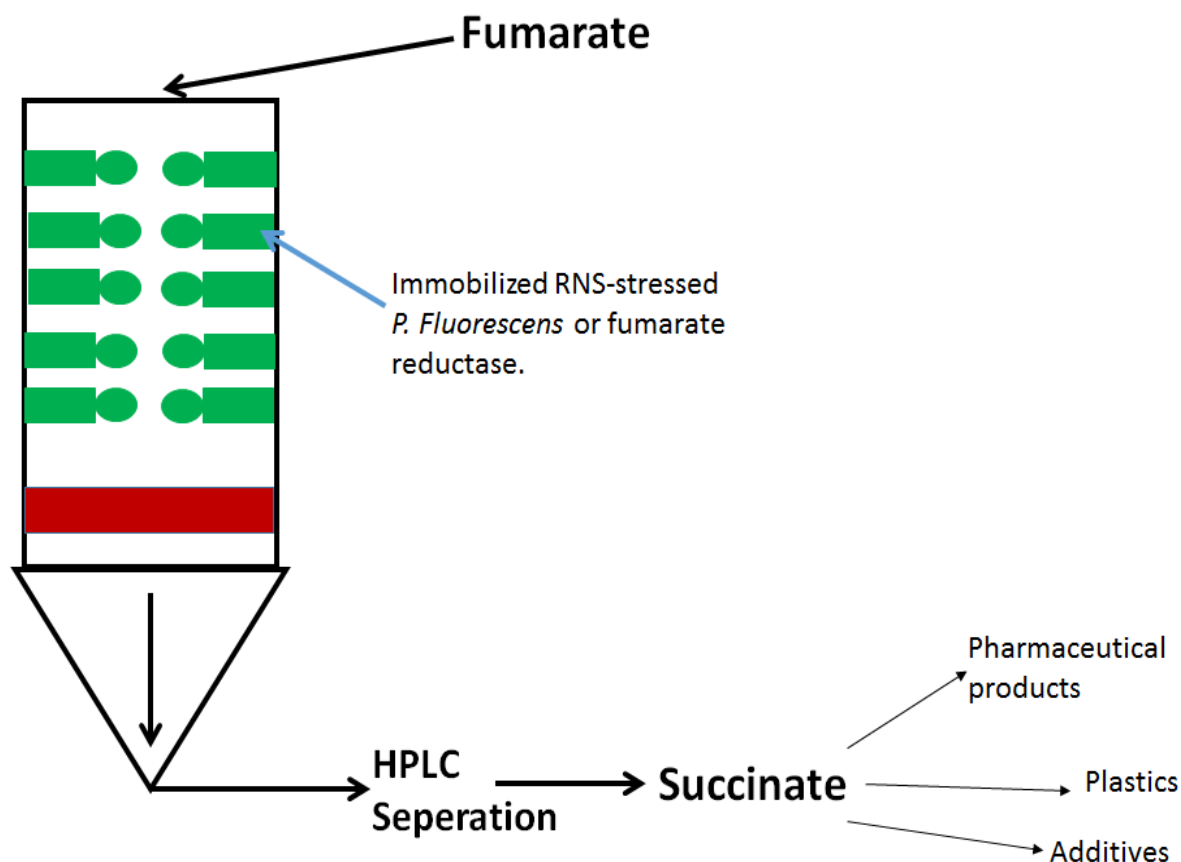 Fumarate
Immobilized RNS-stressed
P. Fluorescens or fumarate
reductase.
HPLC
Seperation
Succinate
Pharmaceutical
products
Plastics
Additives